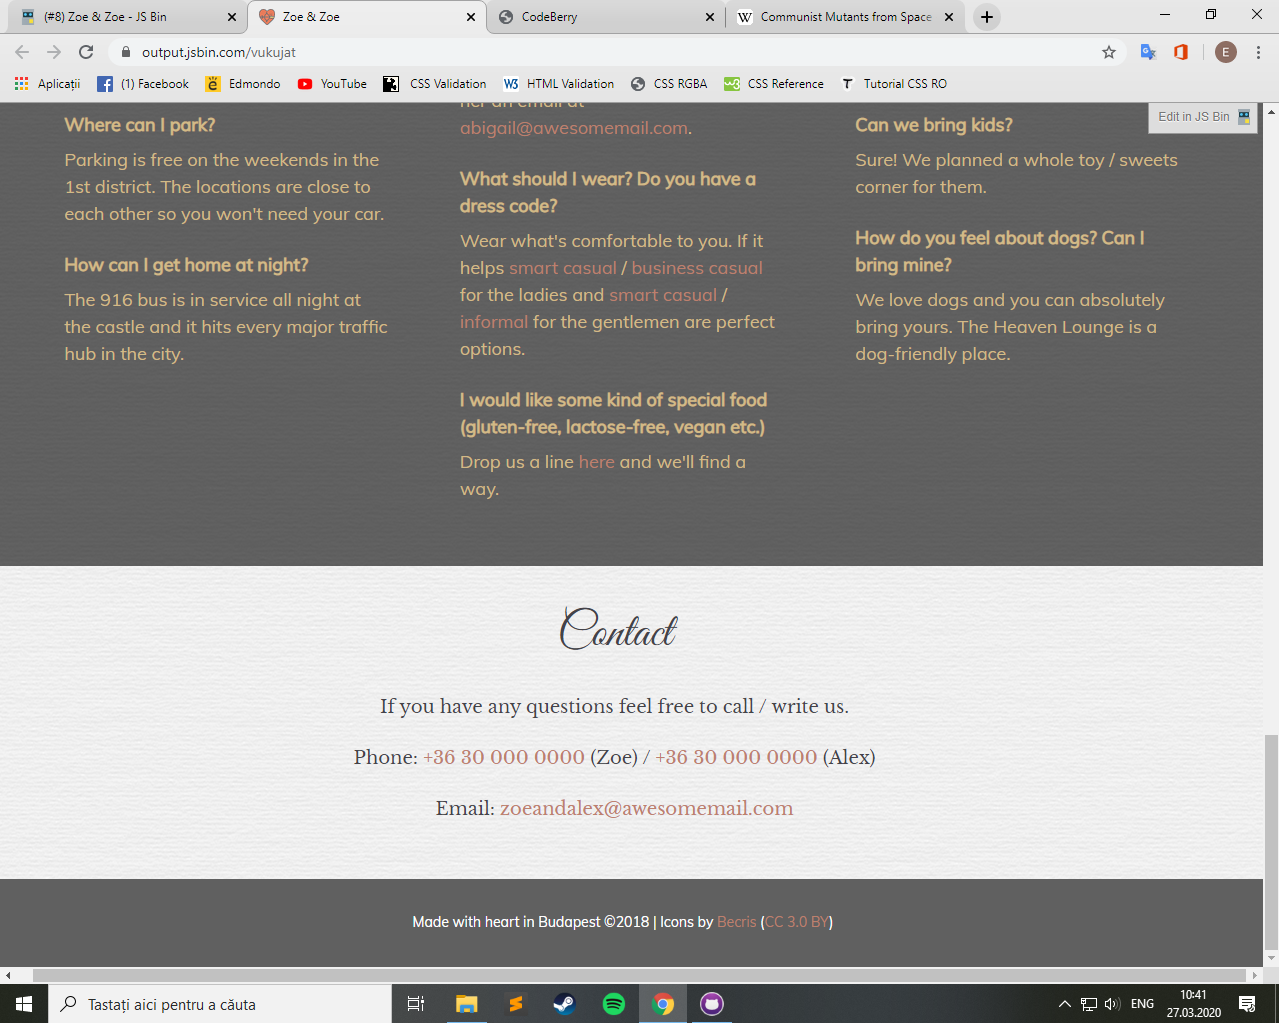 (#8) Zoe & Zoe - JS Bin
Zoe & Zoe
CodeBerry
Communist Mutants from Space
output.jsbin.com/vukujat
E
Aplicații
(1) Facebook
Edmondo
YouTube
CSS Validation
HTML Validation
CSS RGBA
CSS Reference
Tutorial CSS RO
Edit in JS Bin
Where can I park?
Parking is free on the weekends in the
1st district. The locations are close to
each other so you won't need your car.
How can I get home at night?
The 916 bus is in service all night at
the castle and it hits every major traffic
hub in the city.
her an email at
abigail@awesomemail.com.
What should I wear? Do you have a
dress code?
Wear what's comfortable to you. If it
helps smart casual / business casual
for the ladies and smart casual /
informal for the gentlemen are perfect
options.
I would like some kind of special food
(gluten-free, lactose-free, vegan etc.)
Drop us a line here and we'll find a
way.
Can we bring kids?
Sure! We planned a whole toy / sweets
corner for them.
How do you feel about dogs? Can I
bring mine?
We love dogs and you can absolutely
bring yours. The Heaven Lounge is a
dog-friendly place.
Contact
If you have any questions feel free to call / write us.
Phone: +36 30 000 0000 (Zoe) / +36 30 000 0000 (Alex)
Email: zoeandalex@awesomemail.com
Made with heart in Budapest ©2018 | Icons by Becris (CC 3.0 BY)
Tastați aici pentru a căuta
ENG
10:41
27.03.2020